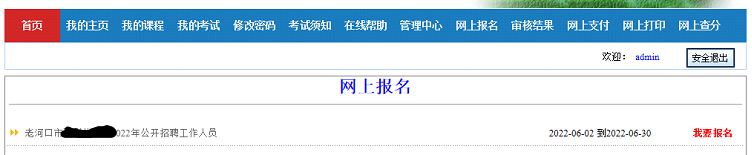 首页 我的主页 我的课程 我的考试 修改密码 考试须知 在线帮助 管理中心 网上报名 审核结果 网上支付 网上打印 网上查分
欢迎： admin 安全退出
网上报名
老河口市 022年公开招聘工作人员 2022-06-02 到2022-06-30 我要报名